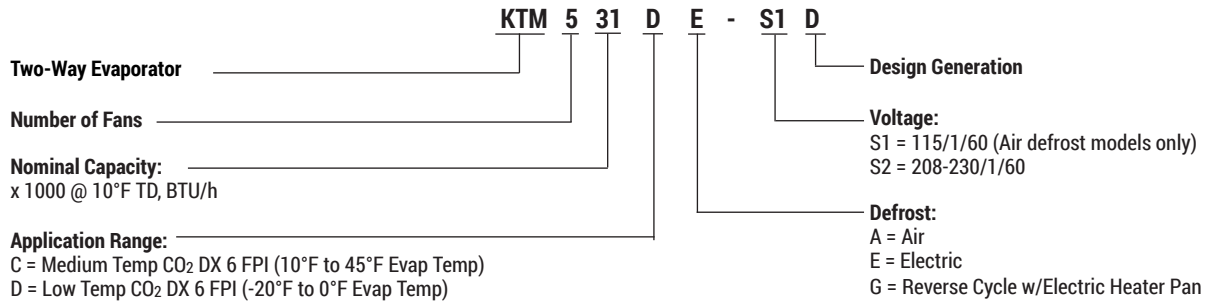 KTM 5 31 D E - S1 D
Two-Way Evaporator
Number of Fans
Nominal Capacity:
x 1000 @ 10°F TD, BTU/h
Application Range:
C = Medium Temp CO2 DX 6 FPI (10°F to 45°F Evap Temp)
D = Low Temp CO2 DX 6 FPI (-20°F to 0°F Evap Temp)
Design Generation
Voltage:
S1 = 115/1/60 (Air defrost models only)
S2 = 208-230/1/60
Defrost:
A = Air
E = Electric
G = Reverse Cycle w/Electric Heater Pan